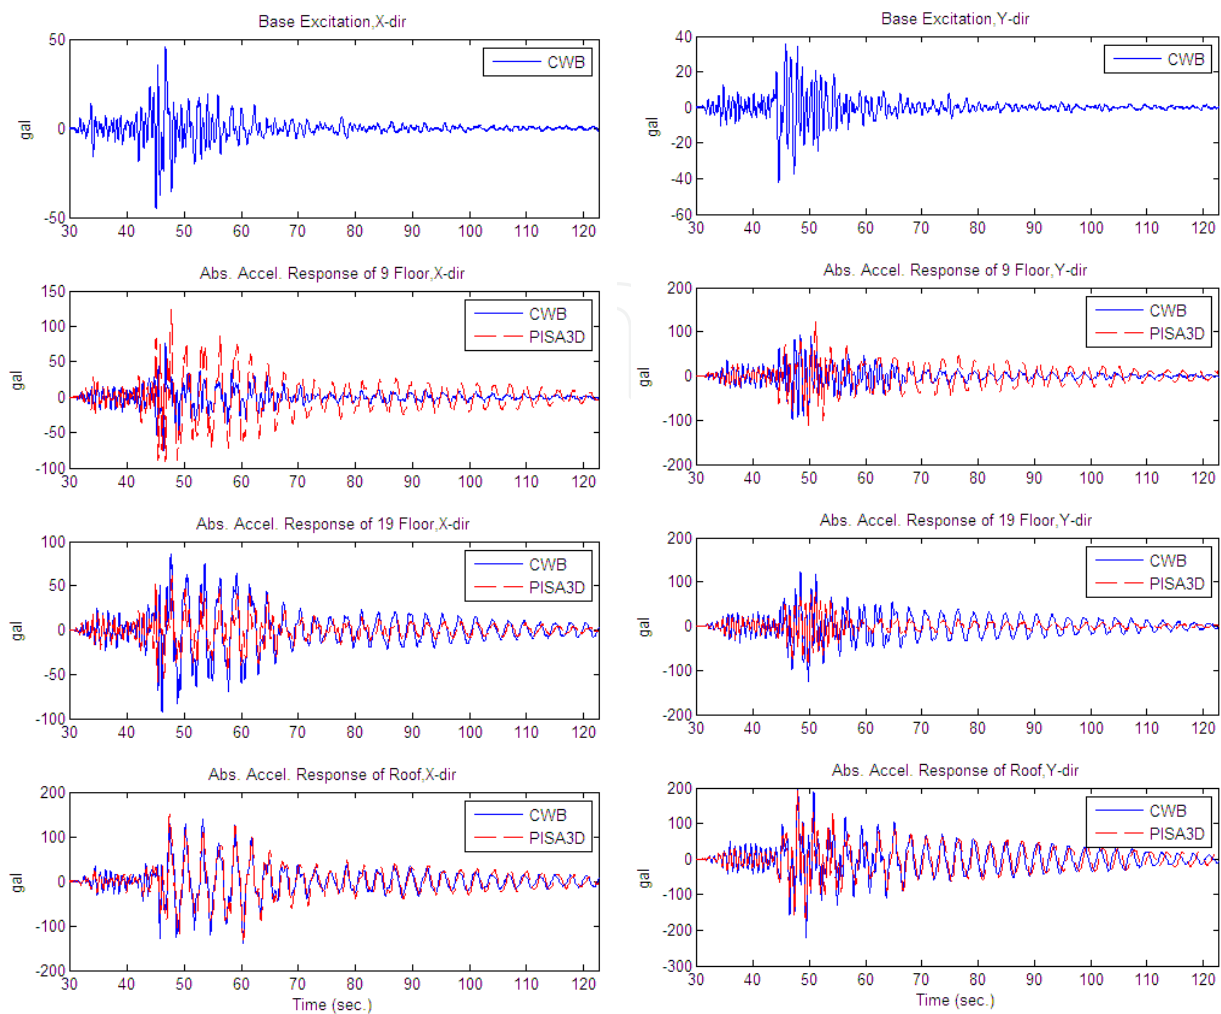 Base Excitation,X-dir
50
0
-50
gal
CWB
30 40 50 60 70 80 90 100 110 120
Abs. Accel. Response of 9 Floor,X-dir
150
100
50
0
-50
-100
gal
CWB
PISA3D
30 40 50 60 70 80 90 100 110 120
Abs. Accel. Response of 19 Floor,X-dir
100
50
0
-50
-100
gal
CWB
PISA3D
30 40 50 60 70 80 90 100 110 120
Abs. Accel. Response of Roof,X-dir
200
100
0
-100
-200
gal
CWB
PISA3D
30 40 50 60 70 80 90 100 110 120
Time (sec.)
Base Excitation,Y-dir
40
20
0
-20
-40
-60
gal
CWB
30 40 50 60 70 80 90 100 110 120
Abs. Accel. Response of 9 Floor,Y-dir
200
100
0
-100
-200
gal
CWB
PISA3D
30 40 50 60 70 80 90 100 110 120
Abs. Accel. Response of 19 Floor,Y-dir
200
100
0
-100
-200
gal
CWB
PISA3D
30 40 50 60 70 80 90 100 110 120
Abs. Accel. Response of Roof,Y-dir
200
100
0
-100
-200
-300
gal
CWB
PISA3D
30 40 50 60 70 80 90 100 110 120
Time (sec.)